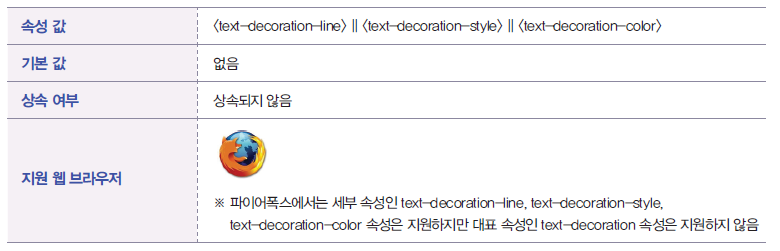 속성 값 〈text-decoration-line〉 || 〈text-decoration-style〉 || 〈text-decoration-color〉
기본 값 없음
상속 여부 상속되지 않음
지원 웹 브라우저
※ 파이어폭스에서는 세부 속성인 text-decoration-line, text-decoration-style,
text-decoration-color 속성은 지원하지만 대표 속성인 text-decoration 속성은 지원하지 않음